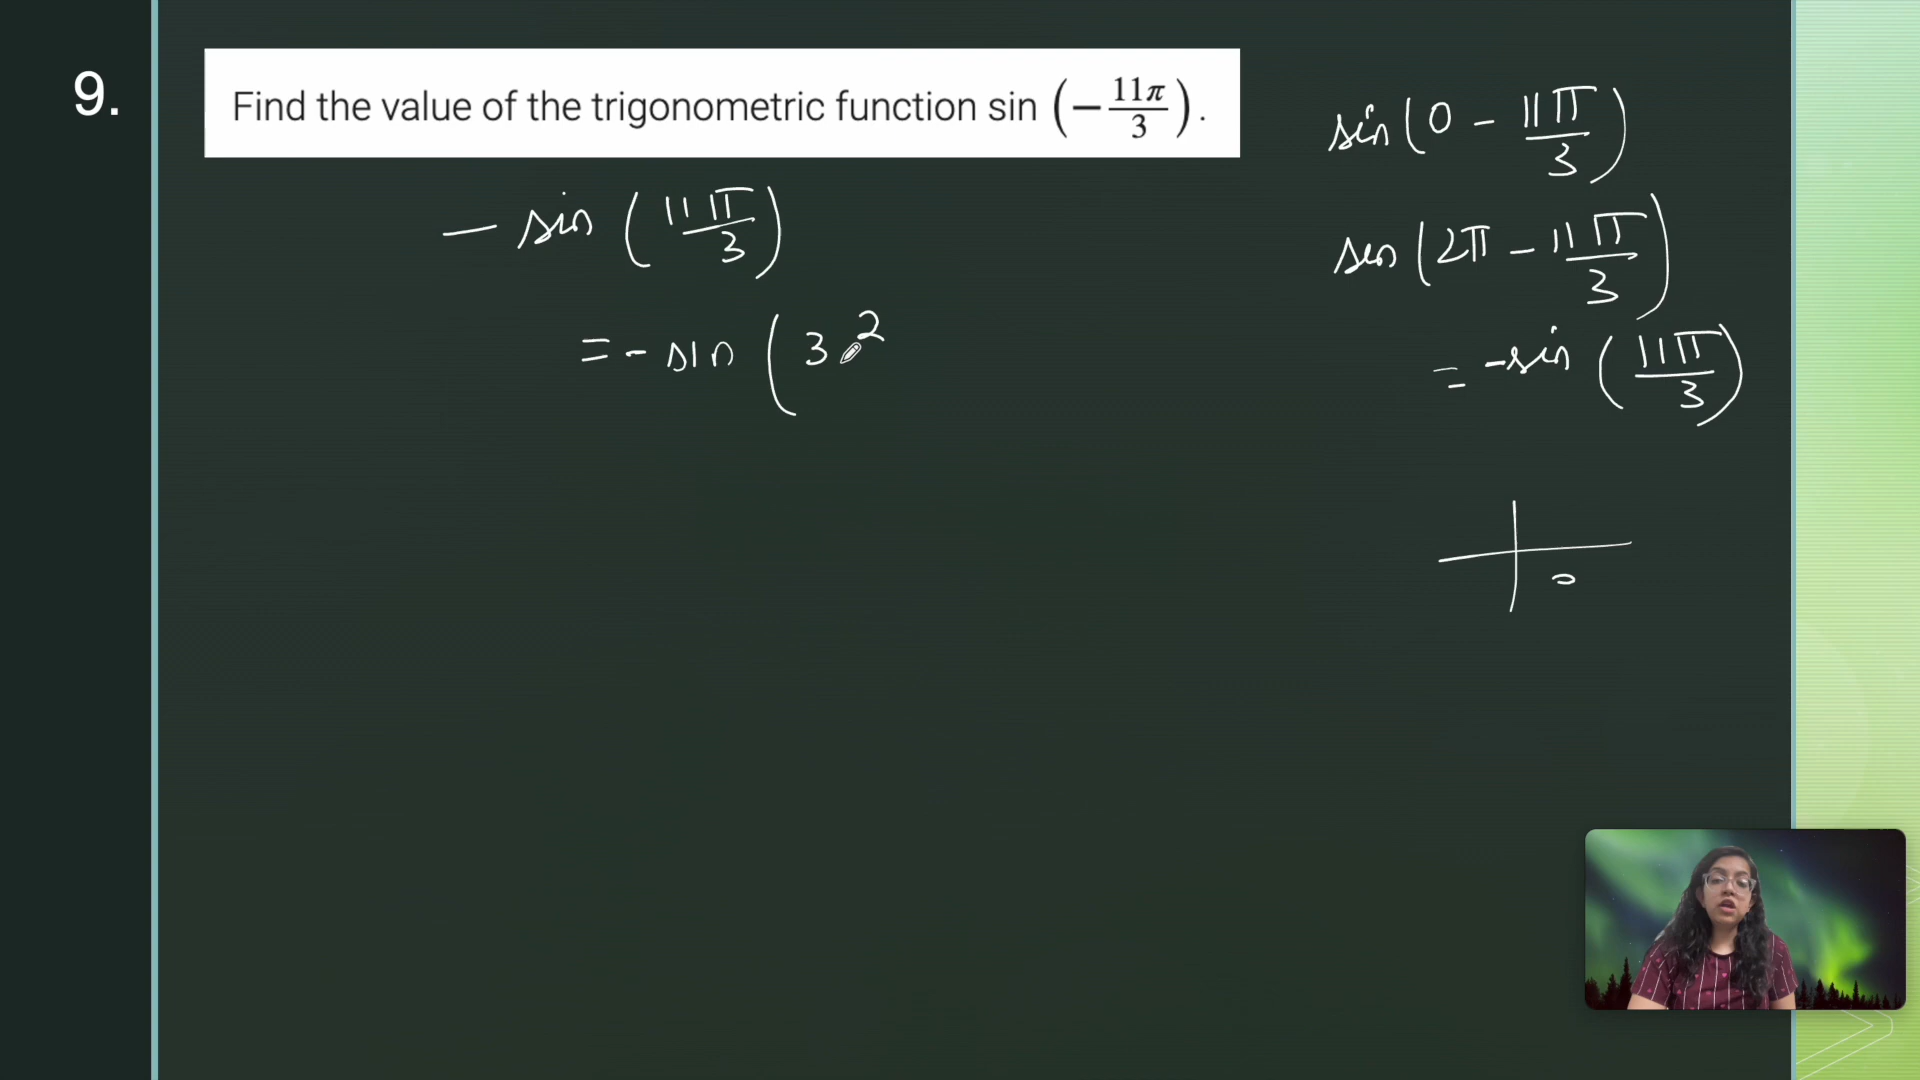 9.
Find the value of the trigonometric function sin (−11π/3).
− sin (11π/3)
= - sin (3 2
sin(0 − 11π/3)
sin(2π − 11π/3)
= -sin (11π/3)